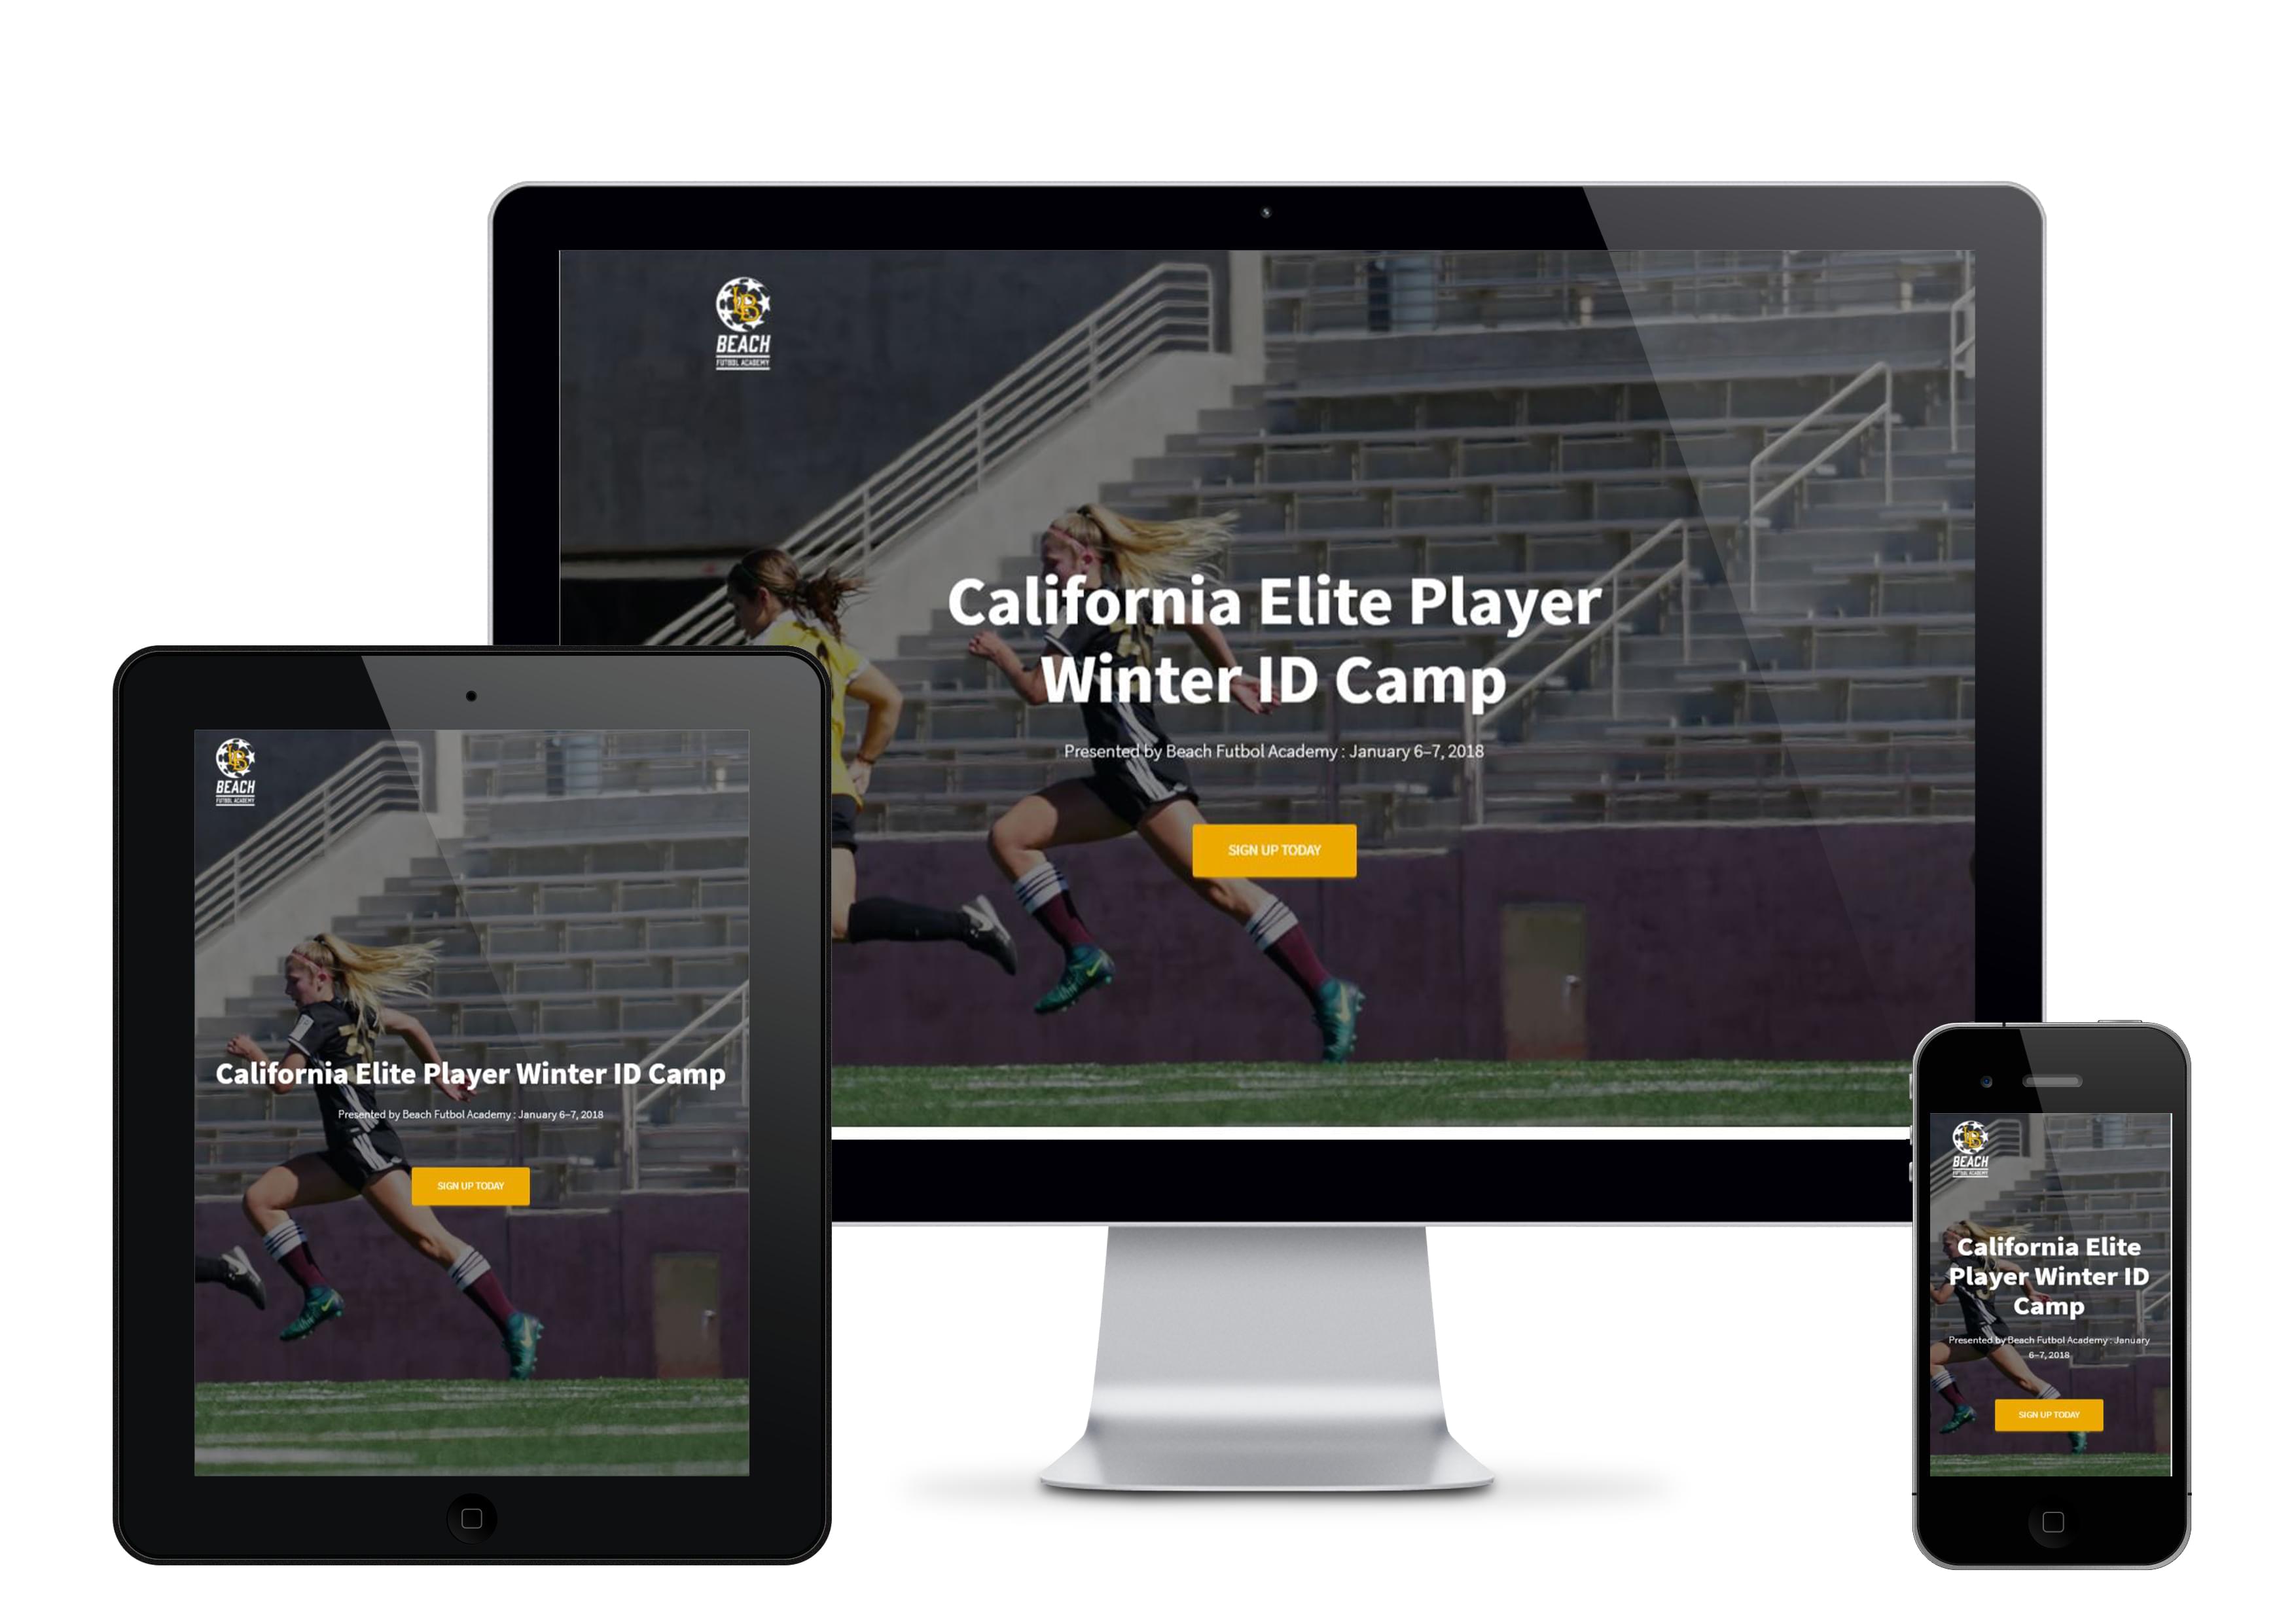 LB
BEACH
FUTBOL ACADEMY
California Elite Player
Winter ID Camp
Presented by Beach Futbol Academy : January 6–7, 2018
SIGN UP TODAY
LB
BEACH
FUTBOL ACADEMY
California Elite Player Winter ID Camp
Presented by Beach Futbol Academy : January 6–7, 2018
SIGN UP TODAY
LB
BEACH
FUTBOL ACADEMY
California Elite
Player Winter ID
Camp
Presented by Beach Futbol Academy : January
6–7, 2018
SIGN UP TODAY